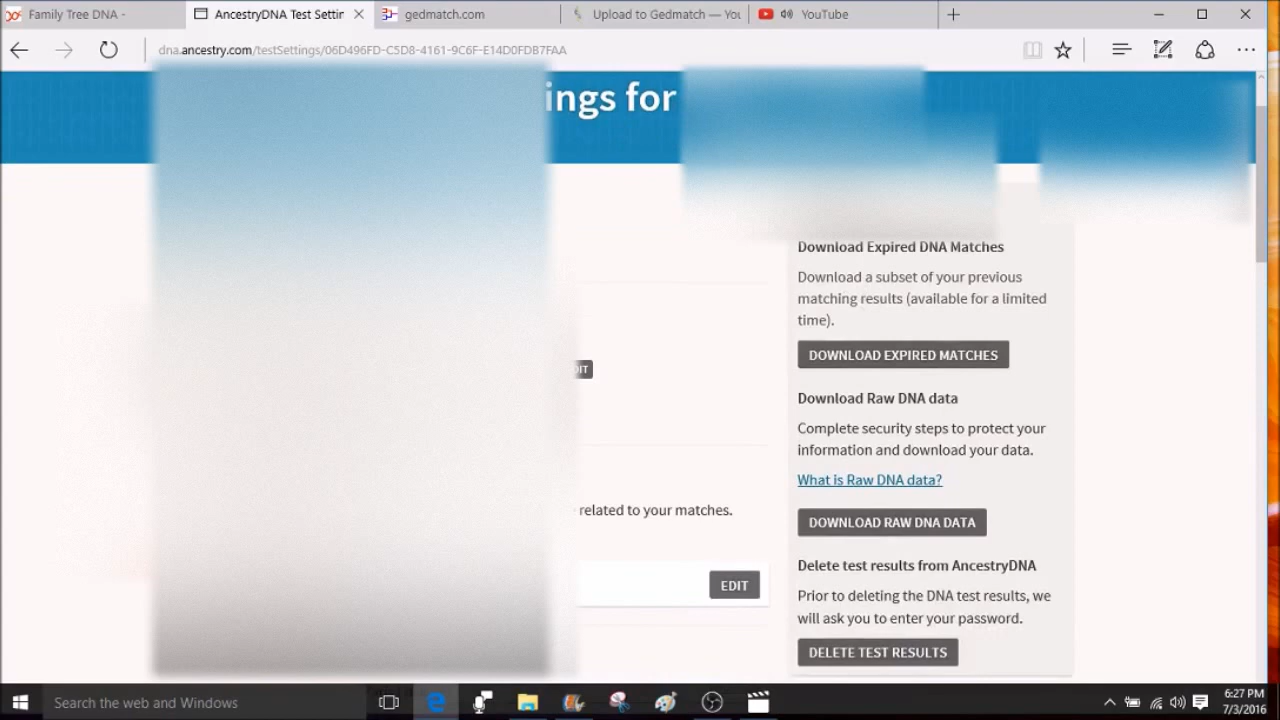 Family Tree DNA -
AncestryDNA Test Settin
gedmatch.com
Upload to Gedmatch — You
YouTube
dna.ancestry.com/testSettings/06D496FD-C5D8-4161-9C6F-E14D0FDB7FAA
ings for
Download Expired DNA Matches
Download a subset of your previous
matching results (available for a limited
time).
DOWNLOAD EXPIRED MATCHES
DIT
Download Raw DNA data
Complete security steps to protect your
information and download your data.
What is Raw DNA data?
related to your matches.
DOWNLOAD RAW DNA DATA
Delete test results from AncestryDNA
EDIT
Prior to deleting the DNA test results, we
will ask you to enter your password.
DELETE TEST RESULTS
Search the web and Windows
6:27 PM
7/3/2016